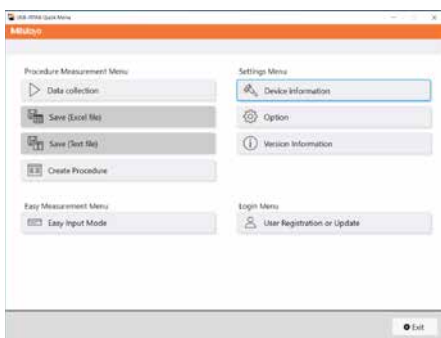 USB-ITPAK Quick Menu
Mitutoyo
Procedure Measurement Menu
Data collection
Save (Excel file)
Save (Text file)
Create Procedure
Easy Measurement Menu
Easy Input Mode
Settings Menu
Device Information
Option
Version Information
Login Menu
User Registration or Update
Exit